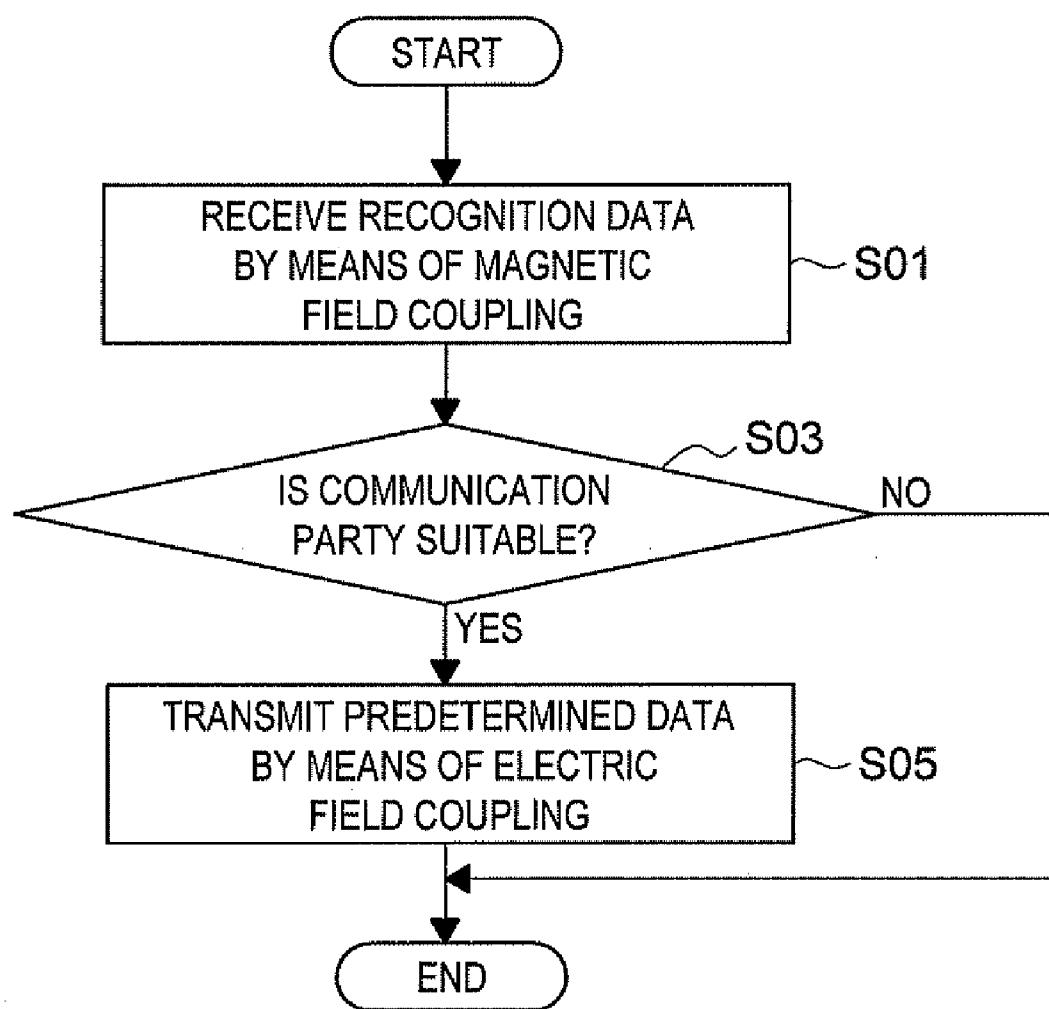 START
RECEIVE RECOGNITION DATA
BY MEANS OF MAGNETIC
FIELD COUPLING
S01
S03
IS COMMUNICATION
PARTY SUITABLE?
NO
YES
TRANSMIT PREDETERMINED DATA
BY MEANS OF ELECTRIC
FIELD COUPLING
S05
END